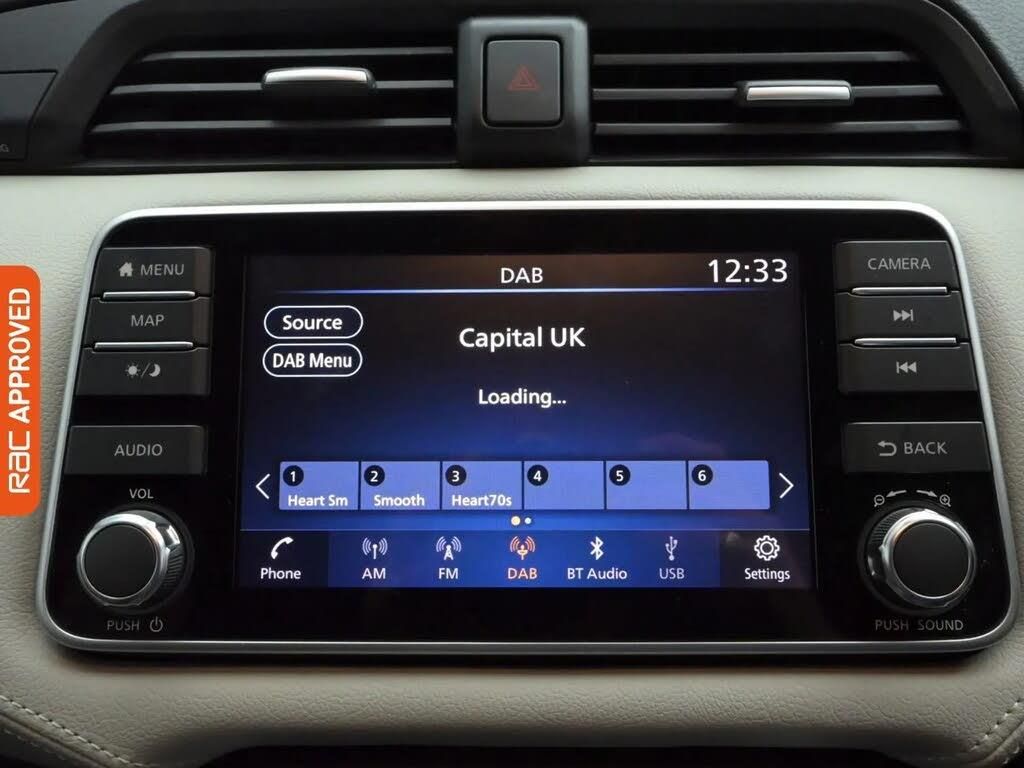 RAC APPROVED
MENU
MAP
AUDIO
VOL
PUSH
DAB
12:33
Source
DAB Menu
Capital UK
Loading...
1
Heart Sm
2
Smooth
3
Heart70s
4
5
6
Phone
AM
FM
DAB
BT Audio
USB
Settings
CAMERA
BACK
PUSH SOUND